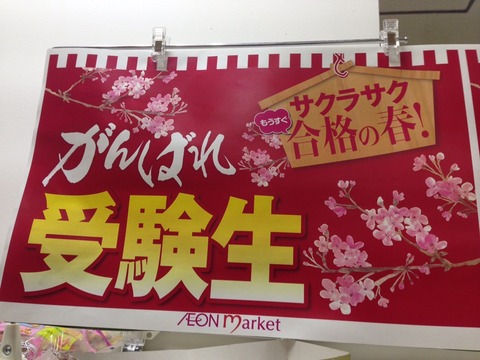 がんばれ
受験生
もうすぐ
サクラサク
合格の春!
ÆON market